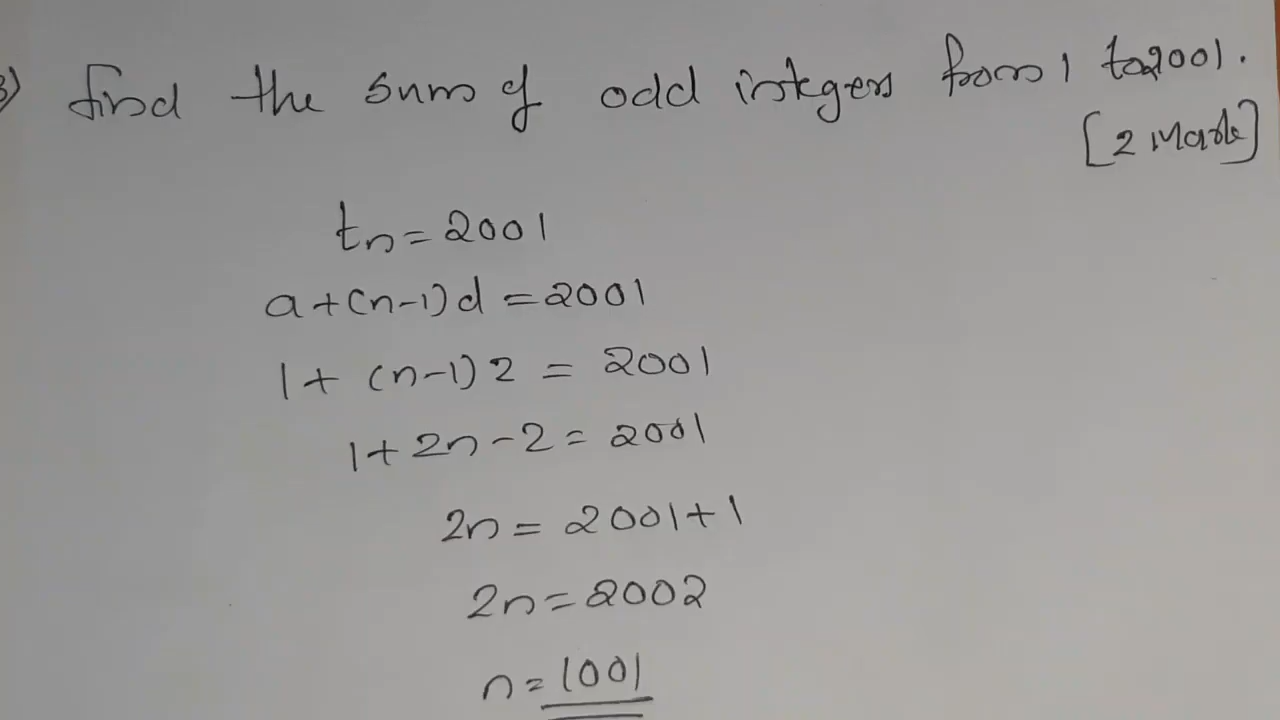 3) find the sum of odd integers from 1 to 2001.
[2 Mark]
tn = 2001
a+(n-1)d = 2001
1+ (n-1) 2 = 2001
1+ 2n - 2 = 2001
2n = 2001+1
2n = 2002
n = 1001